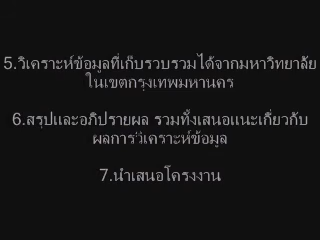 5.วิเคราะห์ข้อมูลที่เก็บรวบรวมได้จากมหาวิทยาลัย
ในเขตกรุงเทพมหานคร
6.สรุปและอภิปรายผล รวมทั้งเสนอแนะเกี่ยวกับ
ผลการวิเคราะห์ข้อมูล
7.นำเสนอโครงงาน